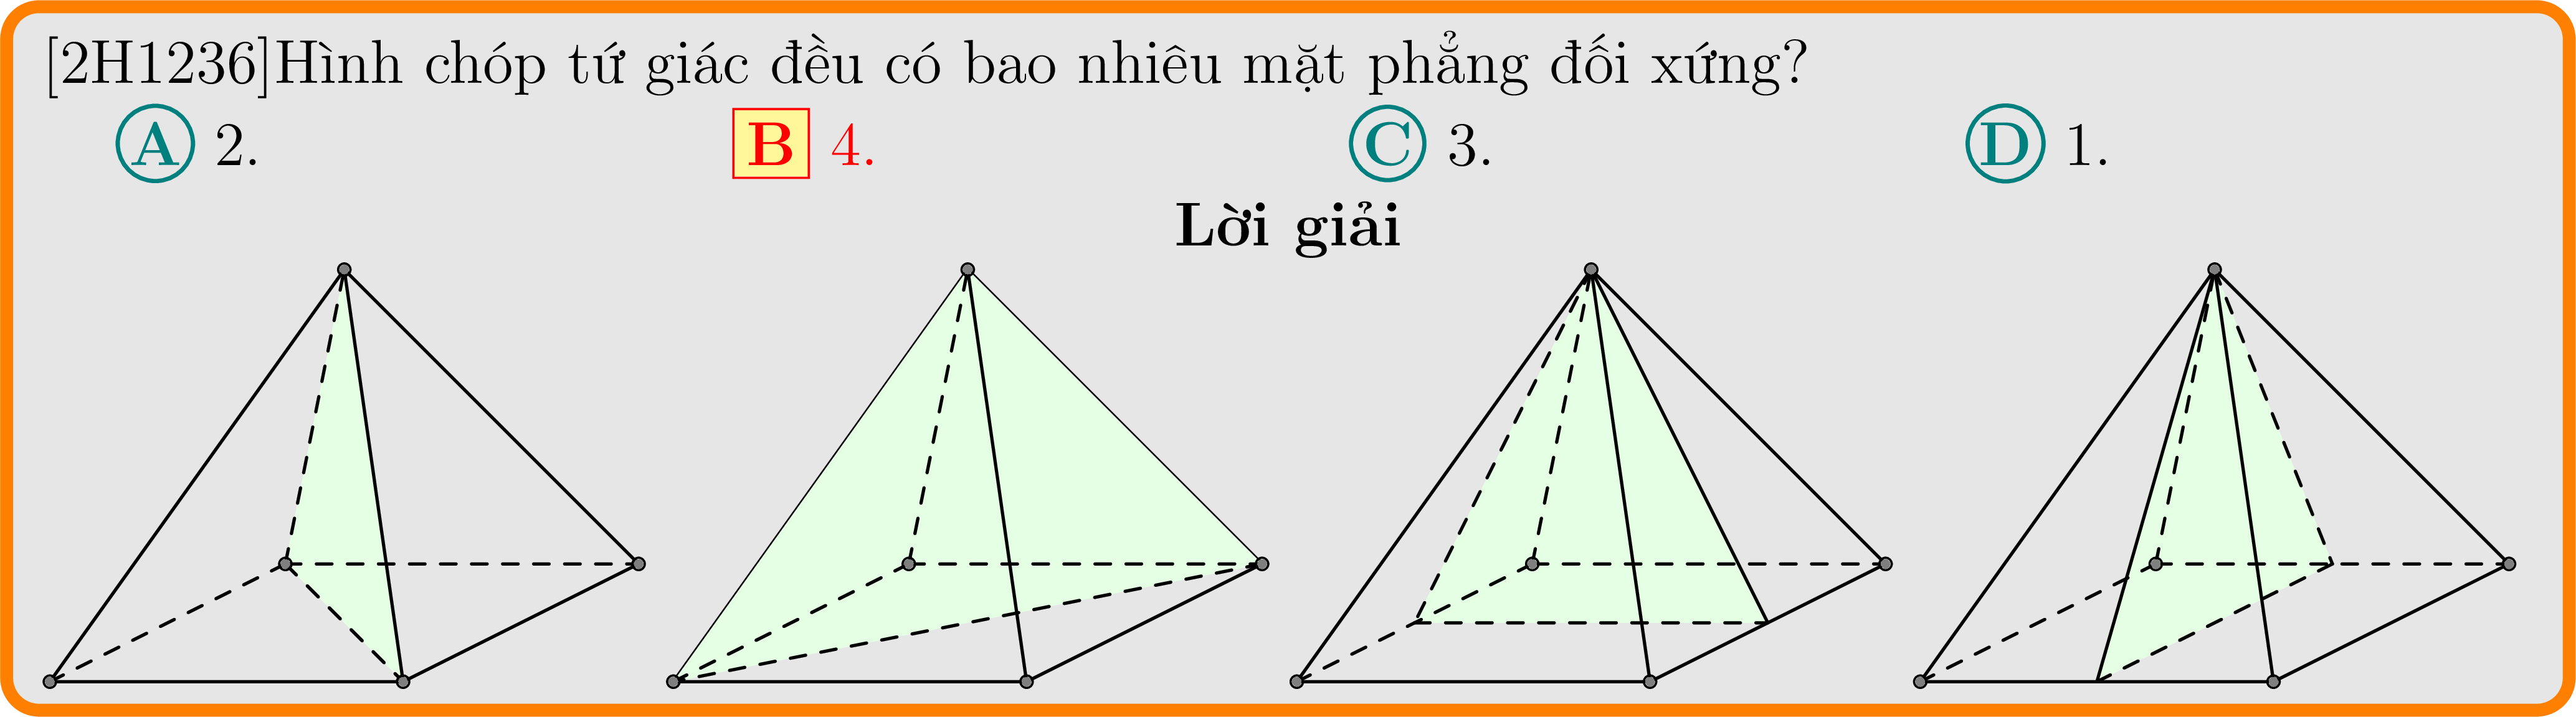 [2H1236]Hình chóp tứ giác đều có bao nhiêu mặt phẳng đối xứng?
A 2. B 4. C 3. D 1.
Lời giải